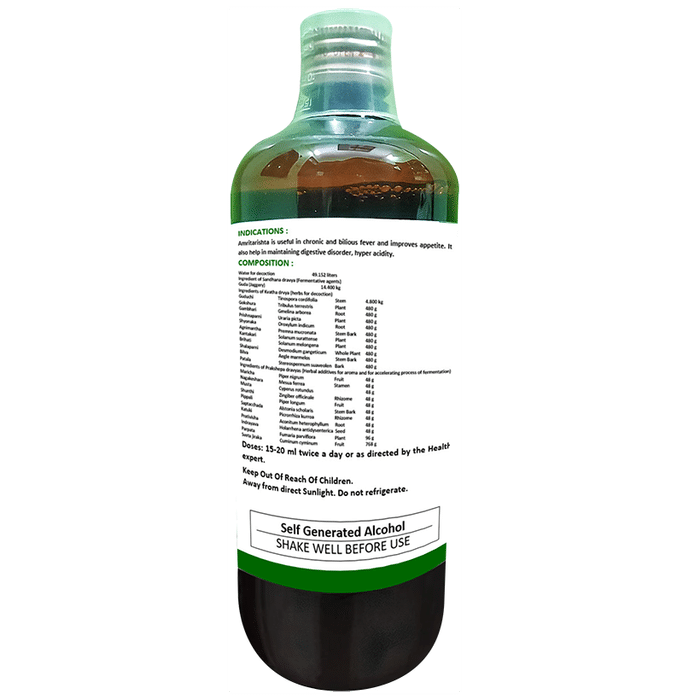 OPEN
INDICATIONS :
Amritarishta is useful in chronic and bilious fever and improves appetite. It
also help in maintaining digestive disorder, hyper acidity.
COMPOSITION :
Water for decoction 49.152 liters
Ingredient of Sandhana dravya (Fermentative agents)
Guda (Jaggery) 14.400 kg
Ingredients of Kvatha drvya (herbs for decoction)
Guduchi Tinospora cordifolia Stem 4.800 kg
Gokshura Tribulus terrestris Plant 480 g
Gambhari Gmelina arborea Root 480 g
Prishnaparni Uraria picta Plant 480 g
Shyonaka Oroxylum indicum Root 480 g
Agnimantha Premna mucronata Stem Bark 480 g
Kantakari Solanum surattense Plant 480 g
Brihati Solanum melongena Plant 480 g
Shalaparni Desmodium gangeticum Whole Plant 480 g
Bilva Aegle marmelos Stem Bark 480 g
Patala Stereospermum suaveolen Bark 480 g
Ingredients of Prakshepa dravyas (Herbal additives for aroma and for accelerating process of fermentation)
Maricha Piper nigrum Fruit 48 g
Nagakeshara Mesua ferrea Stamen 48 g
Musta Cyperus rotundus 48 g
Shunthi Zingiber officinale Rhizome 48 g
Pippali Piper longum Fruit 48 g
Saptacchada Alstonia scholaris Stem Bark 48 g
Katuki Picrorrhiza kurroa Rhizome 48 g
Prativisha Aconitum heterophyllum Root 48 g
Indrayava Holarrhena antidysenterica Seed 48 g
Parpata Fumaria parviflora Plant 96 g
Sveta jiraka Cuminum cyminum Fruit 768 g
Doses: 15-20 ml twice a day or as directed by the Health
expert.
Keep Out Of Reach Of Children.
Away from direct Sunlight. Do not refrigerate.
Self Generated Alcohol
SHAKE WELL BEFORE USE